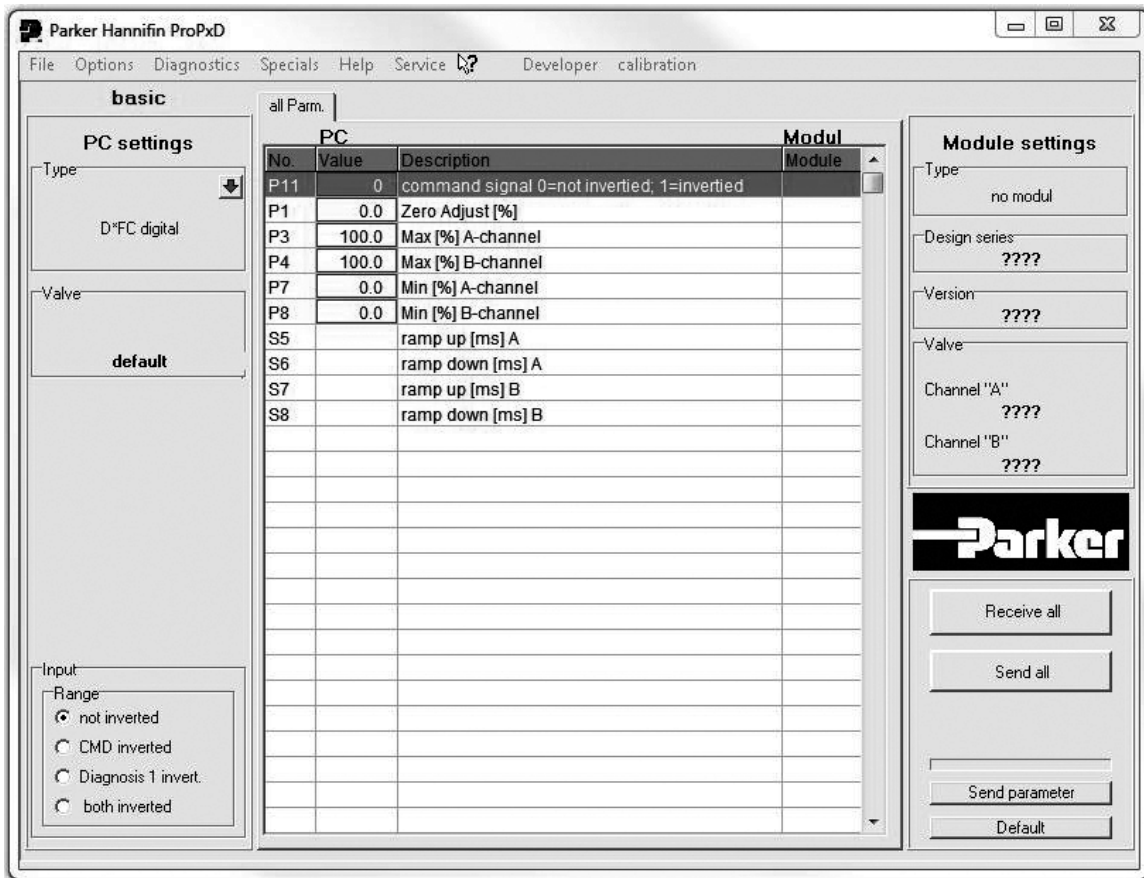 Parker Hannifin ProPxD
File Options Diagnostics Specials Help Service ? Developer calibration
basic
PC settings
Type
D*FC digital
Valve
default
Input
Range
not inverted
CMD inverted
Diagnosis 1 invert.
both inverted
all Parm.
PC Modul
No. Value Description Module
P11 0 command signal 0=not invertied; 1=invertied
P1 0.0 Zero Adjust [%]
P3 100.0 Max [%] A-channel
P4 100.0 Max [%] B-channel
P7 0.0 Min [%] A-channel
P8 0.0 Min [%] B-channel
S5 ramp up [ms] A
S6 ramp down [ms] A
S7 ramp up [ms] B
S8 ramp down [ms] B
Module settings
Type
no modul
Design series
????
Version
????
Valve
Channel "A"
????
Channel "B"
????
Parker
Receive all
Send all
Send parameter
Default